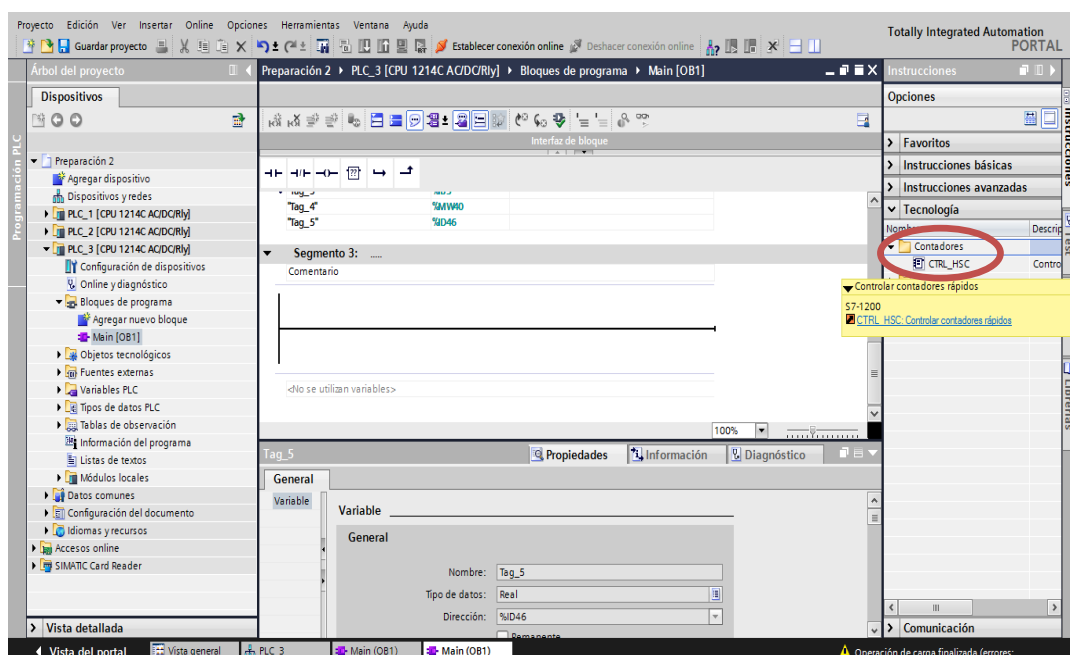 Proyecto Edición Ver Insertar Online Opciones Herramientas Ventana Ayuda
Guardar proyecto
Establecer conexión online
Deshacer conexión online
Totally Integrated Automation
PORTAL
Árbol del proyecto
Preparación 2 PLC_3 [CPU 1214C AC/DC/Rly] Bloques de programa Main [OB1]
Instrucciones
Dispositivos
Opciones
Programación PLC
Preparación 2
Agregar dispositivo
Dispositivos y redes
PLC_1 [CPU 1214C AC/DC/Rly]
PLC_2 [CPU 1214C AC/DC/Rly]
PLC_3 [CPU 1214C AC/DC/Rly]
Configuración de dispositivos
Online y diagnóstico
Bloques de programa
Agregar nuevo bloque
Main [OB1]
Objetos tecnológicos
Fuentes externas
Variables PLC
Tipos de datos PLC
Tablas de observación
Información del programa
Listas de textos
Módulos locales
Datos comunes
Configuración del documento
Idiomas y recursos
Accesos online
SIMATIC Card Reader
Vista detallada
Interfaz de bloque
"Tag_4" %MW40
"Tag_5" %ID46
Segmento 3: .....
Comentario
<No se utilizan variables>
100%
Tag_5
Propiedades
Información
Diagnóstico
General
Variable
Variable
General
Nombre: Tag_5
Tipo de datos: Real
Dirección: %ID46
Remanente
Favoritos
Instrucciones básicas
Instrucciones avanzadas
Tecnología
Descrip
Contadores
CTRL_HSC Contro
Controlar contadores rápidos
S7-1200
CTRL_HSC: Controlar contadores rápidos
Comunicación
Instrucciones
Test
Librerías
Vista del portal
Vista general
PLC_3
Main (OB1)
Main (OB1)
Operación de carga finalizada (errores: